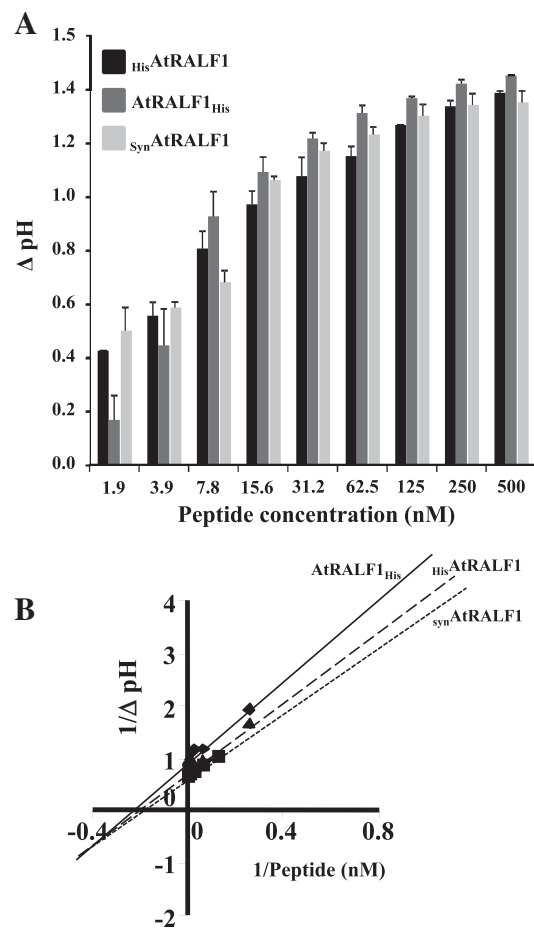 A
1.5
1.4
1.2
1.0
0.8
0.6
0.4
0.2
0.0
Δ pH
HisAtRALF1
AtRALF1His
SynAtRALF1
1.9 3.9 7.8 15.6 31.2 62.5 125 250 500
Peptide concentration (nM)
B
AtRALF1His
HisAtRALF1
synAtRALF1
4
3
2
1
0
-1
-2
1/Δ pH
-0.4 0 0.4 0.8
1/Peptide (nM)